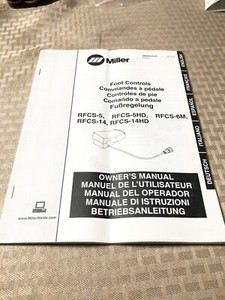 Miller
Foot Controls
Commandes à pédale
Controles de pie
Comando a pedale
Fußregelung
RFCS-5, RFCS-5HD, RFCS-6M,
RFCS-14, RFCS-14HD
www.MillerWelds.com
OWNER'S MANUAL
MANUEL DE L'UTILISATEUR
MANUAL DEL OPERADOR
MANUALE DI ISTRUZIONI
BETRIEBSANLEITUNG
ENGLISH
FRANÇAIS
ESPAÑOL
ITALIANO
DEUTSCH